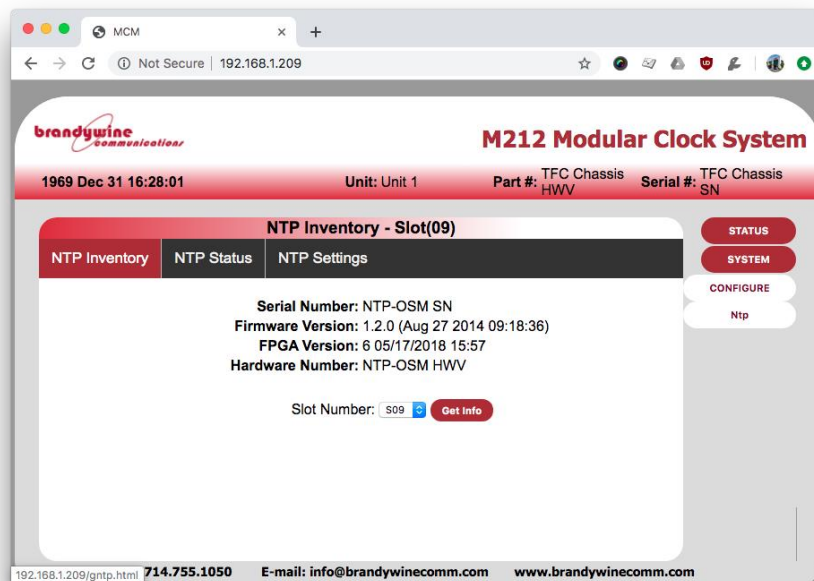 MCM
Not Secure | 192.168.1.209
brandywine
communications
M212 Modular Clock System
1969 Dec 31 16:28:01 Unit: Unit 1 Part #: TFC Chassis HWV Serial #: TFC Chassis SN
NTP Inventory - Slot(09)
NTP Inventory NTP Status NTP Settings
Serial Number: NTP-OSM SN
Firmware Version: 1.2.0 (Aug 27 2014 09:18:36)
FPGA Version: 6 05/17/2018 15:57
Hardware Number: NTP-OSM HWV
Slot Number: S09 Get Info
STATUS
SYSTEM
CONFIGURE
Ntp
192.168.1.209/gntp.html 714.755.1050 E-mail: info@brandywinecomm.com www.brandywinecomm.com